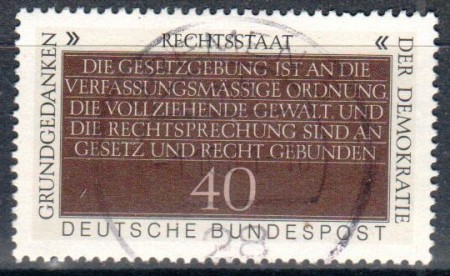 » RECHTSSTAAT «
GRUNDGEDANKEN
DER DEMOKRATIE
DIE GESETZGEBUNG IST AN DIE
VERFASSUNGSMÄSSIGE ORDNUNG
DIE VOLLZIEHENDE GEWALT. UND
DIE RECHTSPRECHUNG SIND AN
GESETZ UND RECHT GEBUNDEN
40
DEUTSCHE BUNDESPOST